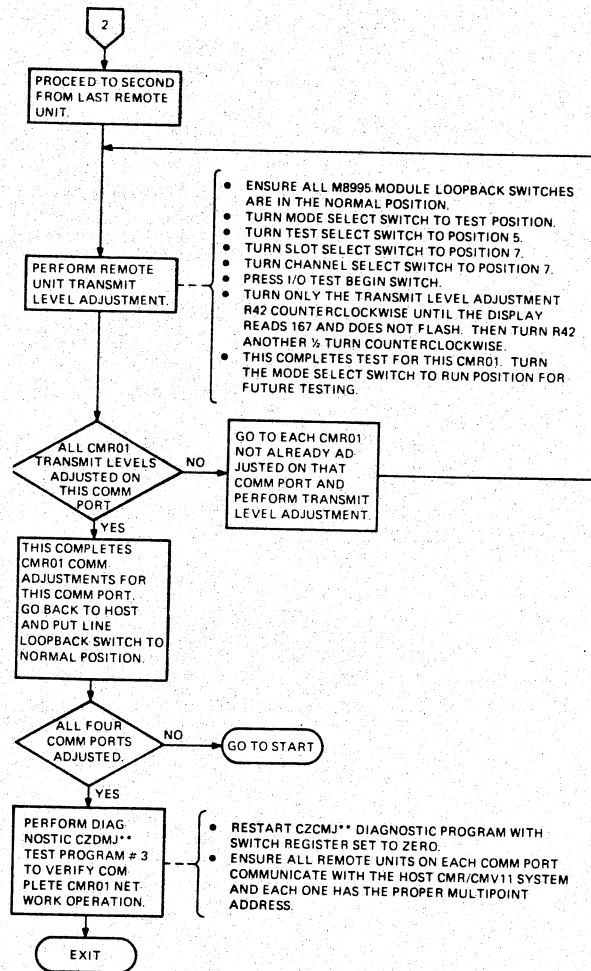 2
PROCEED TO SECOND
FROM LAST REMOTE
UNIT.
• ENSURE ALL M8995 MODULE LOOPBACK SWITCHES
ARE IN THE NORMAL POSITION.
• TURN MODE SELECT SWITCH TO TEST POSITION.
• TURN TEST SELECT SWITCH TO POSITION 5.
• TURN SLOT SELECT SWITCH TO POSITION 7.
• TURN CHANNEL SELECT SWITCH TO POSITION 7.
• PRESS I/O TEST BEGIN SWITCH.
• TURN ONLY THE TRANSMIT LEVEL ADJUSTMENT
R42 COUNTERCLOCKWISE UNTIL THE DISPLAY
READS 167 AND DOES NOT FLASH. THEN TURN R42
ANOTHER ½ TURN COUNTERCLOCKWISE.
• THIS COMPLETES TEST FOR THIS CMR01. TURN
THE MODE SELECT SWITCH TO RUN POSITION FOR
FUTURE TESTING.
PERFORM REMOTE
UNIT TRANSMIT
LEVEL ADJUSTMENT.
ALL CMR01
TRANSMIT LEVELS
ADJUSTED ON
THIS COMM
PORT
NO
GO TO EACH CMR01
NOT ALREADY AD
JUSTED ON THAT
COMM PORT AND
PERFORM TRANSMIT
LEVEL ADJUSTMENT.
YES
THIS COMPLETES
CMR01 COMM
ADJUSTMENTS FOR
THIS COMM PORT.
GO BACK TO HOST
AND PUT LINE
LOOPBACK SWITCH TO
NORMAL POSITION.
ALL FOUR
COMM PORTS
ADJUSTED.
NO
GO TO START
YES
PERFORM DIAG
NOSTIC CZDMJ**
TEST PROGRAM # 3
TO VERIFY COM
PLETE CMR01 NET
WORK OPERATION.
• RESTART CZCMJ** DIAGNOSTIC PROGRAM WITH
SWITCH REGISTER SET TO ZERO.
• ENSURE ALL REMOTE UNITS ON EACH COMM PORT
COMMUNICATE WITH THE HOST CMR/CMV11 SYSTEM
AND EACH ONE HAS THE PROPER MULTIPOINT
ADDRESS.
EXIT